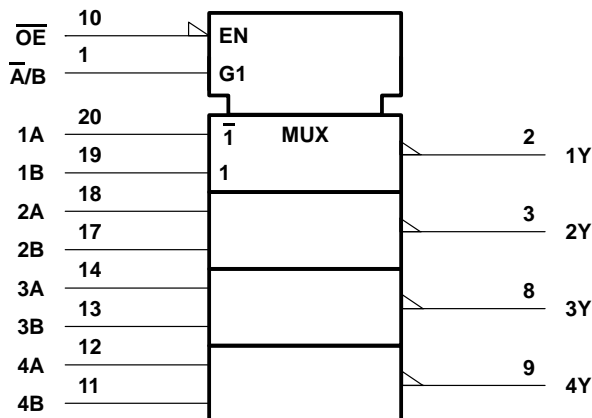 10
O̅E̅ EN
1
A̅/B G1
20
1A 1̅ MUX 2
19 1Y
1B 1
18
2A 3
17 2Y
2B
14
3A 8
13 3Y
3B
12
4A 9
11 4Y
4B